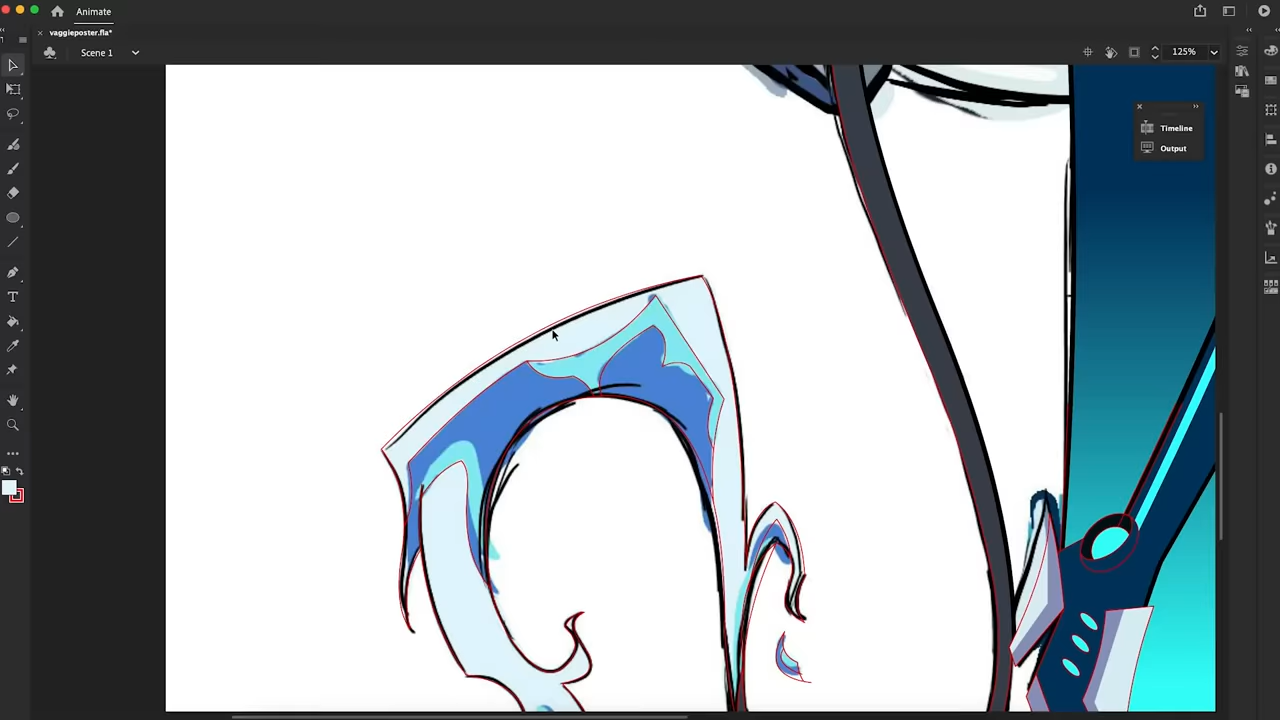 Animate
vaggieposter.fla*
Scene 1
125%
Timeline
Output